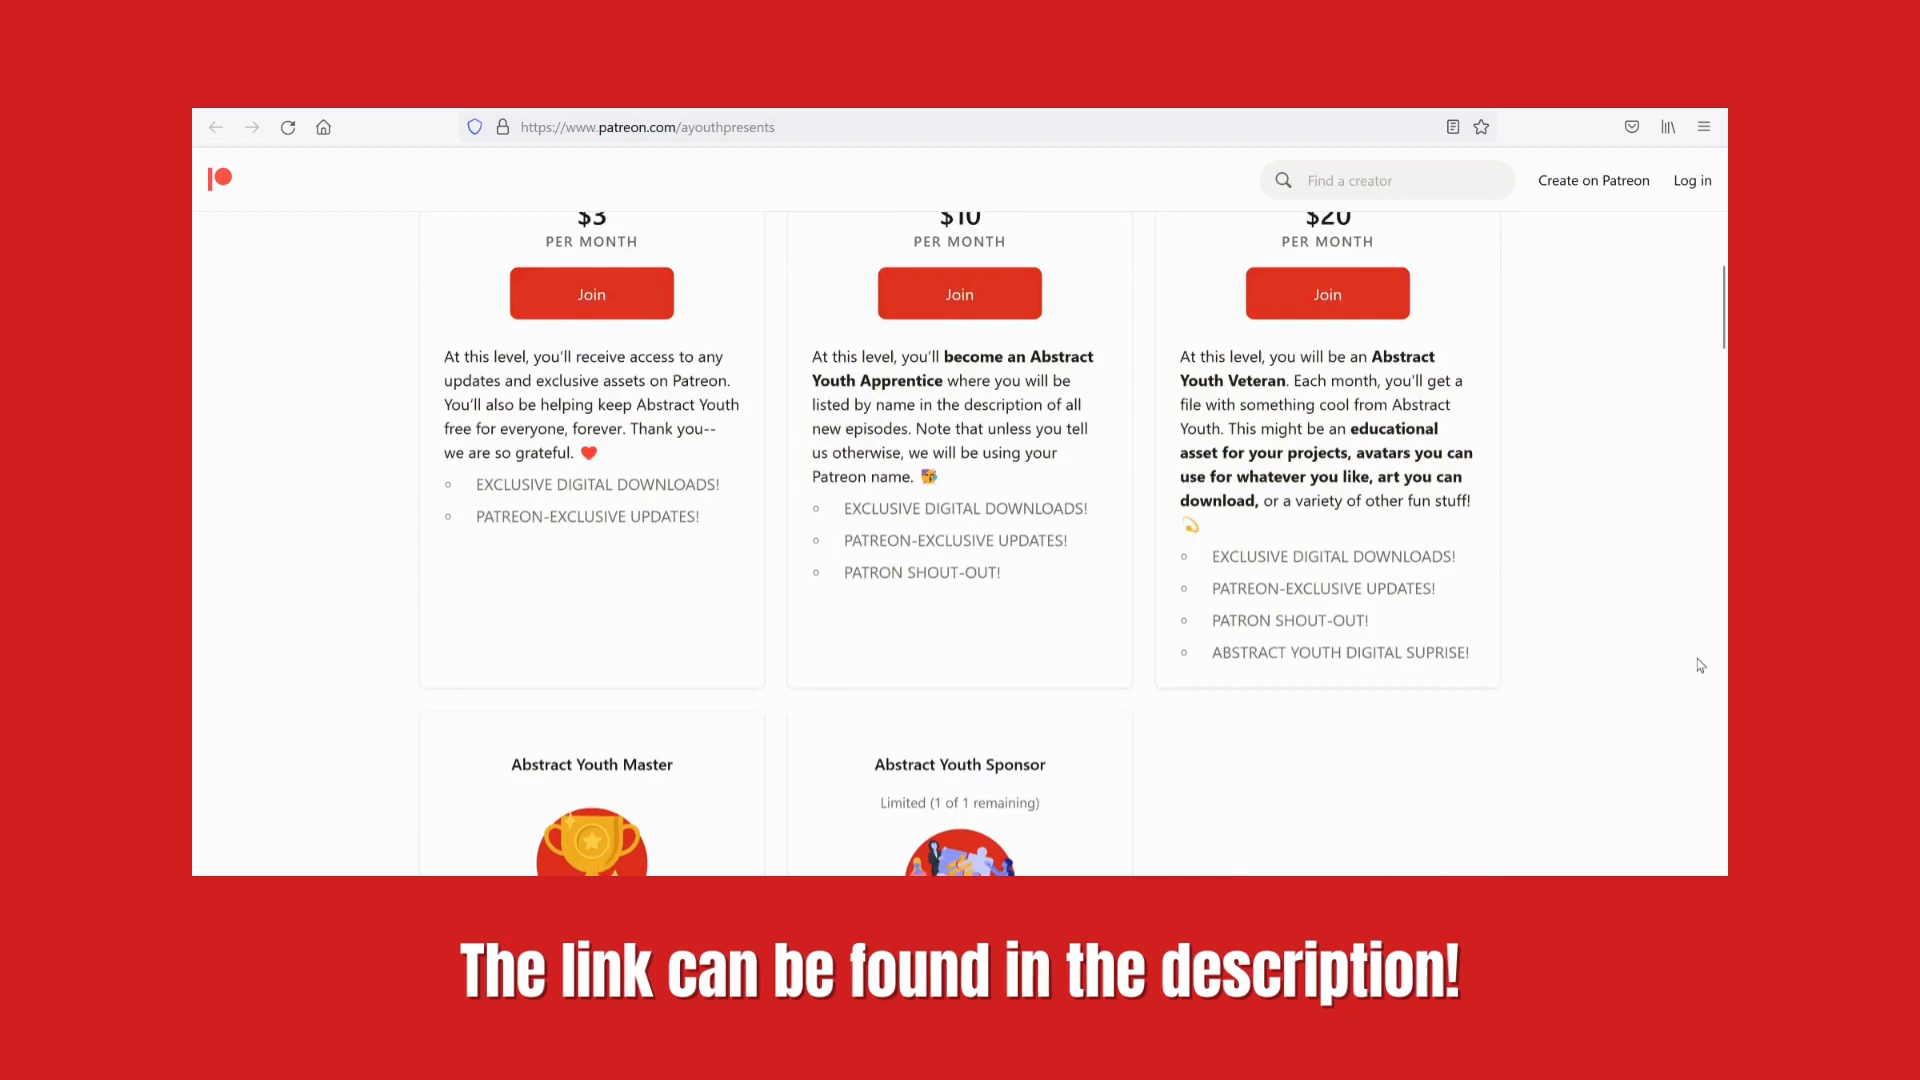 https://www.patreon.com/ayouthpresents
Find a creator
Create on Patreon
Log in
$3
PER MONTH
Join
At this level, you'll receive access to any
updates and exclusive assets on Patreon.
You'll also be helping keep Abstract Youth
free for everyone, forever. Thank you--
we are so grateful. ❤️
EXCLUSIVE DIGITAL DOWNLOADS!
PATREON-EXCLUSIVE UPDATES!
$10
PER MONTH
Join
At this level, you'll become an Abstract
Youth Apprentice where you will be
listed by name in the description of all
new episodes. Note that unless you tell
us otherwise, we will be using your
Patreon name.
EXCLUSIVE DIGITAL DOWNLOADS!
PATREON-EXCLUSIVE UPDATES!
PATRON SHOUT-OUT!
$20
PER MONTH
Join
At this level, you will be an Abstract
Youth Veteran. Each month, you'll get a
file with something cool from Abstract
Youth. This might be an educational
asset for your projects, avatars you can
use for whatever you like, art you can
download, or a variety of other fun stuff!
💫
EXCLUSIVE DIGITAL DOWNLOADS!
PATREON-EXCLUSIVE UPDATES!
PATRON SHOUT-OUT!
ABSTRACT YOUTH DIGITAL SUPRISE!
Abstract Youth Master
Abstract Youth Sponsor
Limited (1 of 1 remaining)
The link can be found in the description!